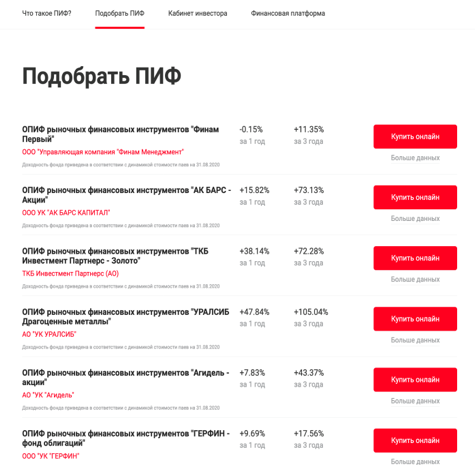 Что такое ПИФ? Подобрать ПИФ Кабинет инвестора Финансовая платформа
Подобрать ПИФ
ОПИФ рыночных финансовых инструментов "Финам Первый"
ООО "Управляющая компания "Финам Менеджмент"
Доходность фонда приведена в соответствии с динамикой стоимости паев на 31.08.2020
-0.15%
за 1 год
+11.35%
за 3 года
Купить онлайн
Больше данных
ОПИФ рыночных финансовых инструментов "АК БАРС -
Акции"
ООО УК "АК БАРС КАПИТАЛ"
Доходность фонда приведена в соответствии с динамикой стоимости паев на 31.08.2020
+15.82%
за 1 год
+73.13%
за 3 года
Купить онлайн
Больше данных
ОПИФ рыночных финансовых инструментов "ТКБ
Инвестмент Партнерс - Золото"
ТКБ Инвестмент Партнерс (АО)
Доходность фонда приведена в соответствии с динамикой стоимости паев на 31.08.2020
+38.14%
за 1 год
+72.28%
за 3 года
Купить онлайн
Больше данных
ОПИФ рыночных финансовых инструментов "УРАЛСИБ
Драгоценные металлы"
АО "УК УРАЛСИБ"
Доходность фонда приведена в соответствии с динамикой стоимости паев на 31.08.2020
+47.84%
за 1 год
+105.04%
за 3 года
Купить онлайн
Больше данных
ОПИФ рыночных финансовых инструментов "Агидель -
акции"
АО "УК "Агидель"
Доходность фонда приведена в соответствии с динамикой стоимости паев на 31.08.2020
+7.83%
за 1 год
+43.37%
за 3 года
Купить онлайн
Больше данных
ОПИФ рыночных финансовых инструментов "ГЕРФИН -
фонд облигаций"
ООО "УК "ГЕРФИН"
+9.69%
за 1 год
+17.56%
за 3 года
Купить онлайн
Больше данных